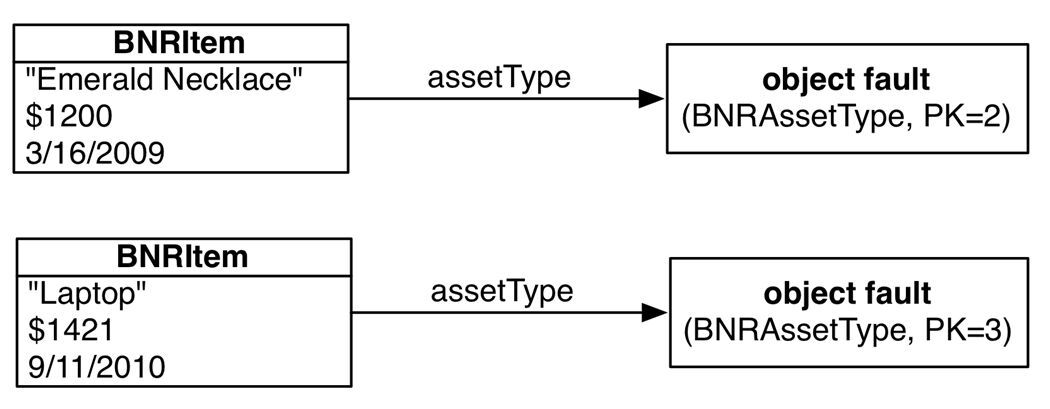 BNRItem
"Emerald Necklace"
$1200
3/16/2009
assetType
object fault
(BNRAssetType, PK=2)
BNRItem
"Laptop"
$1421
9/11/2010
assetType
object fault
(BNRAssetType, PK=3)